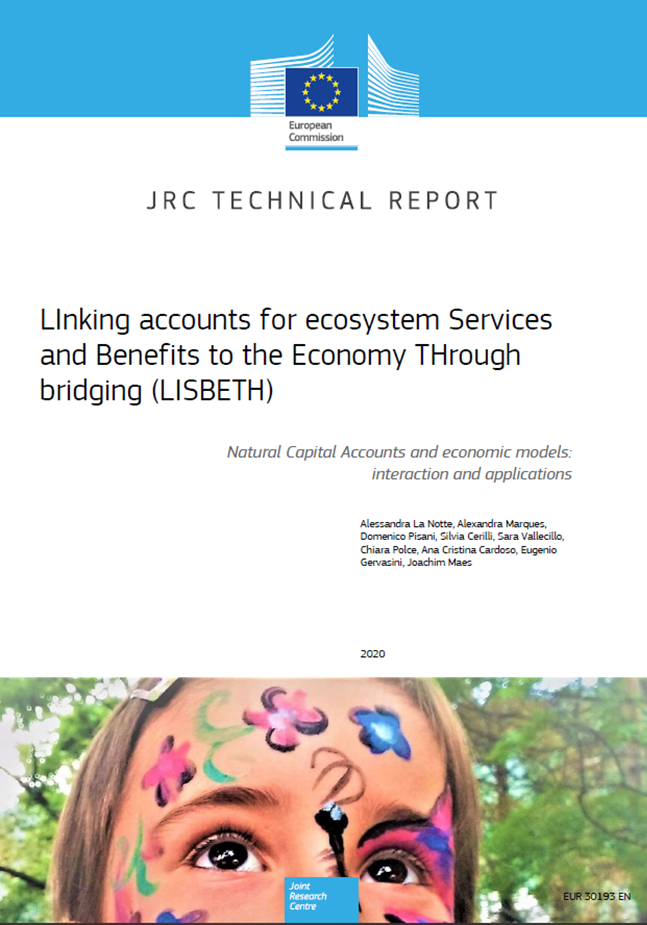 European
Commission
JRC TECHNICAL REPORT
LInking accounts for ecosystem Services
and Benefits to the Economy THrough
bridging (LISBETH)
Natural Capital Accounts and economic models:
interaction and applications
Alessandra La Notte, Alexandra Marques,
Domenico Pisani, Silvia Cerilli, Sara Vallecillo,
Chiara Polce, Ana Cristina Cardoso, Eugenio
Gervasini, Joachim Maes
2020
Joint
Research
Centre
EUR 30193 EN